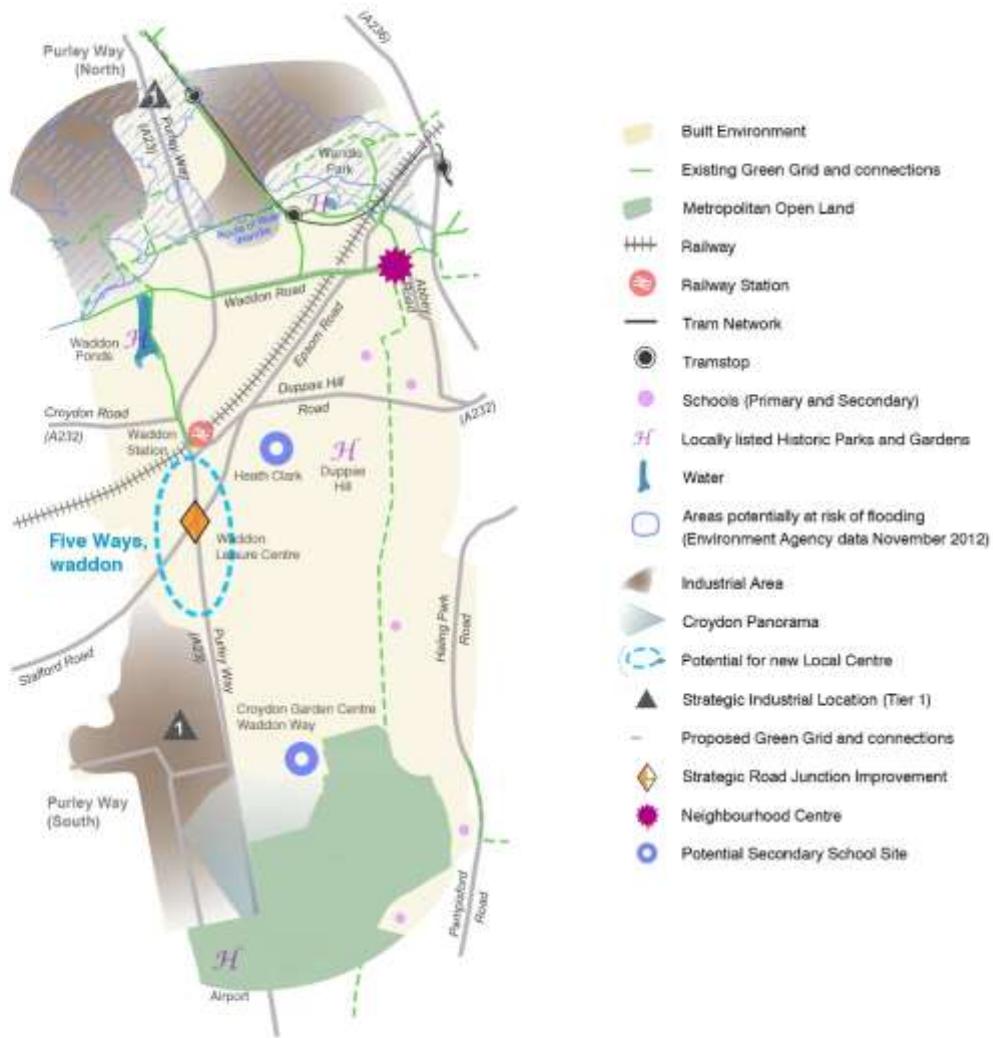 (A236)
Purley Way
(North)
1
(A23)
Purley Way
Wandle
Park
H
Route of River
Wandle
Waddon Road
Abbey
Road
Epsom Road
Waddon
Ponds
H
Duppas Hill
Road
Croydon Road
(A232)
(A232)
Waddon
Station
Heath Clark
H
Duppas
Hill
Five Ways,
waddon
Waddon
Leisure Centre
Stafford Road
(A23)
Purley Way
Haling Park
Road
Croydon Garden Centre
Waddon Way
1
Purley Way
(South)
Pampisford
Road
H
Airport
Built Environment
Existing Green Grid and connections
Metropolitan Open Land
Railway
Railway Station
Tram Network
Tramstop
Schools (Primary and Secondary)
H Locally listed Historic Parks and Gardens
Water
Areas potentially at risk of flooding
(Environment Agency data November 2012)
Industrial Area
Croydon Panorama
Potential for new Local Centre
Strategic Industrial Location (Tier 1)
Proposed Green Grid and connections
Strategic Road Junction Improvement
Neighbourhood Centre
Potential Secondary School Site